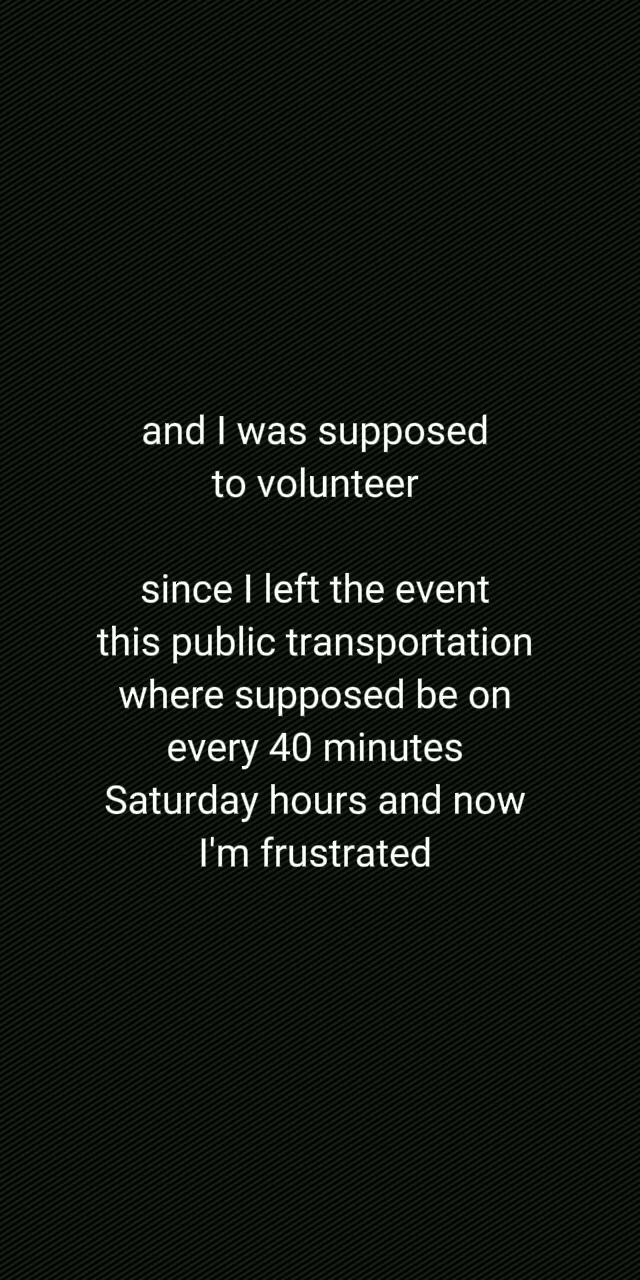 and I was supposed
to volunteer
since I left the event
this public transportation
where supposed be on
every 40 minutes
Saturday hours and now
I'm frustrated